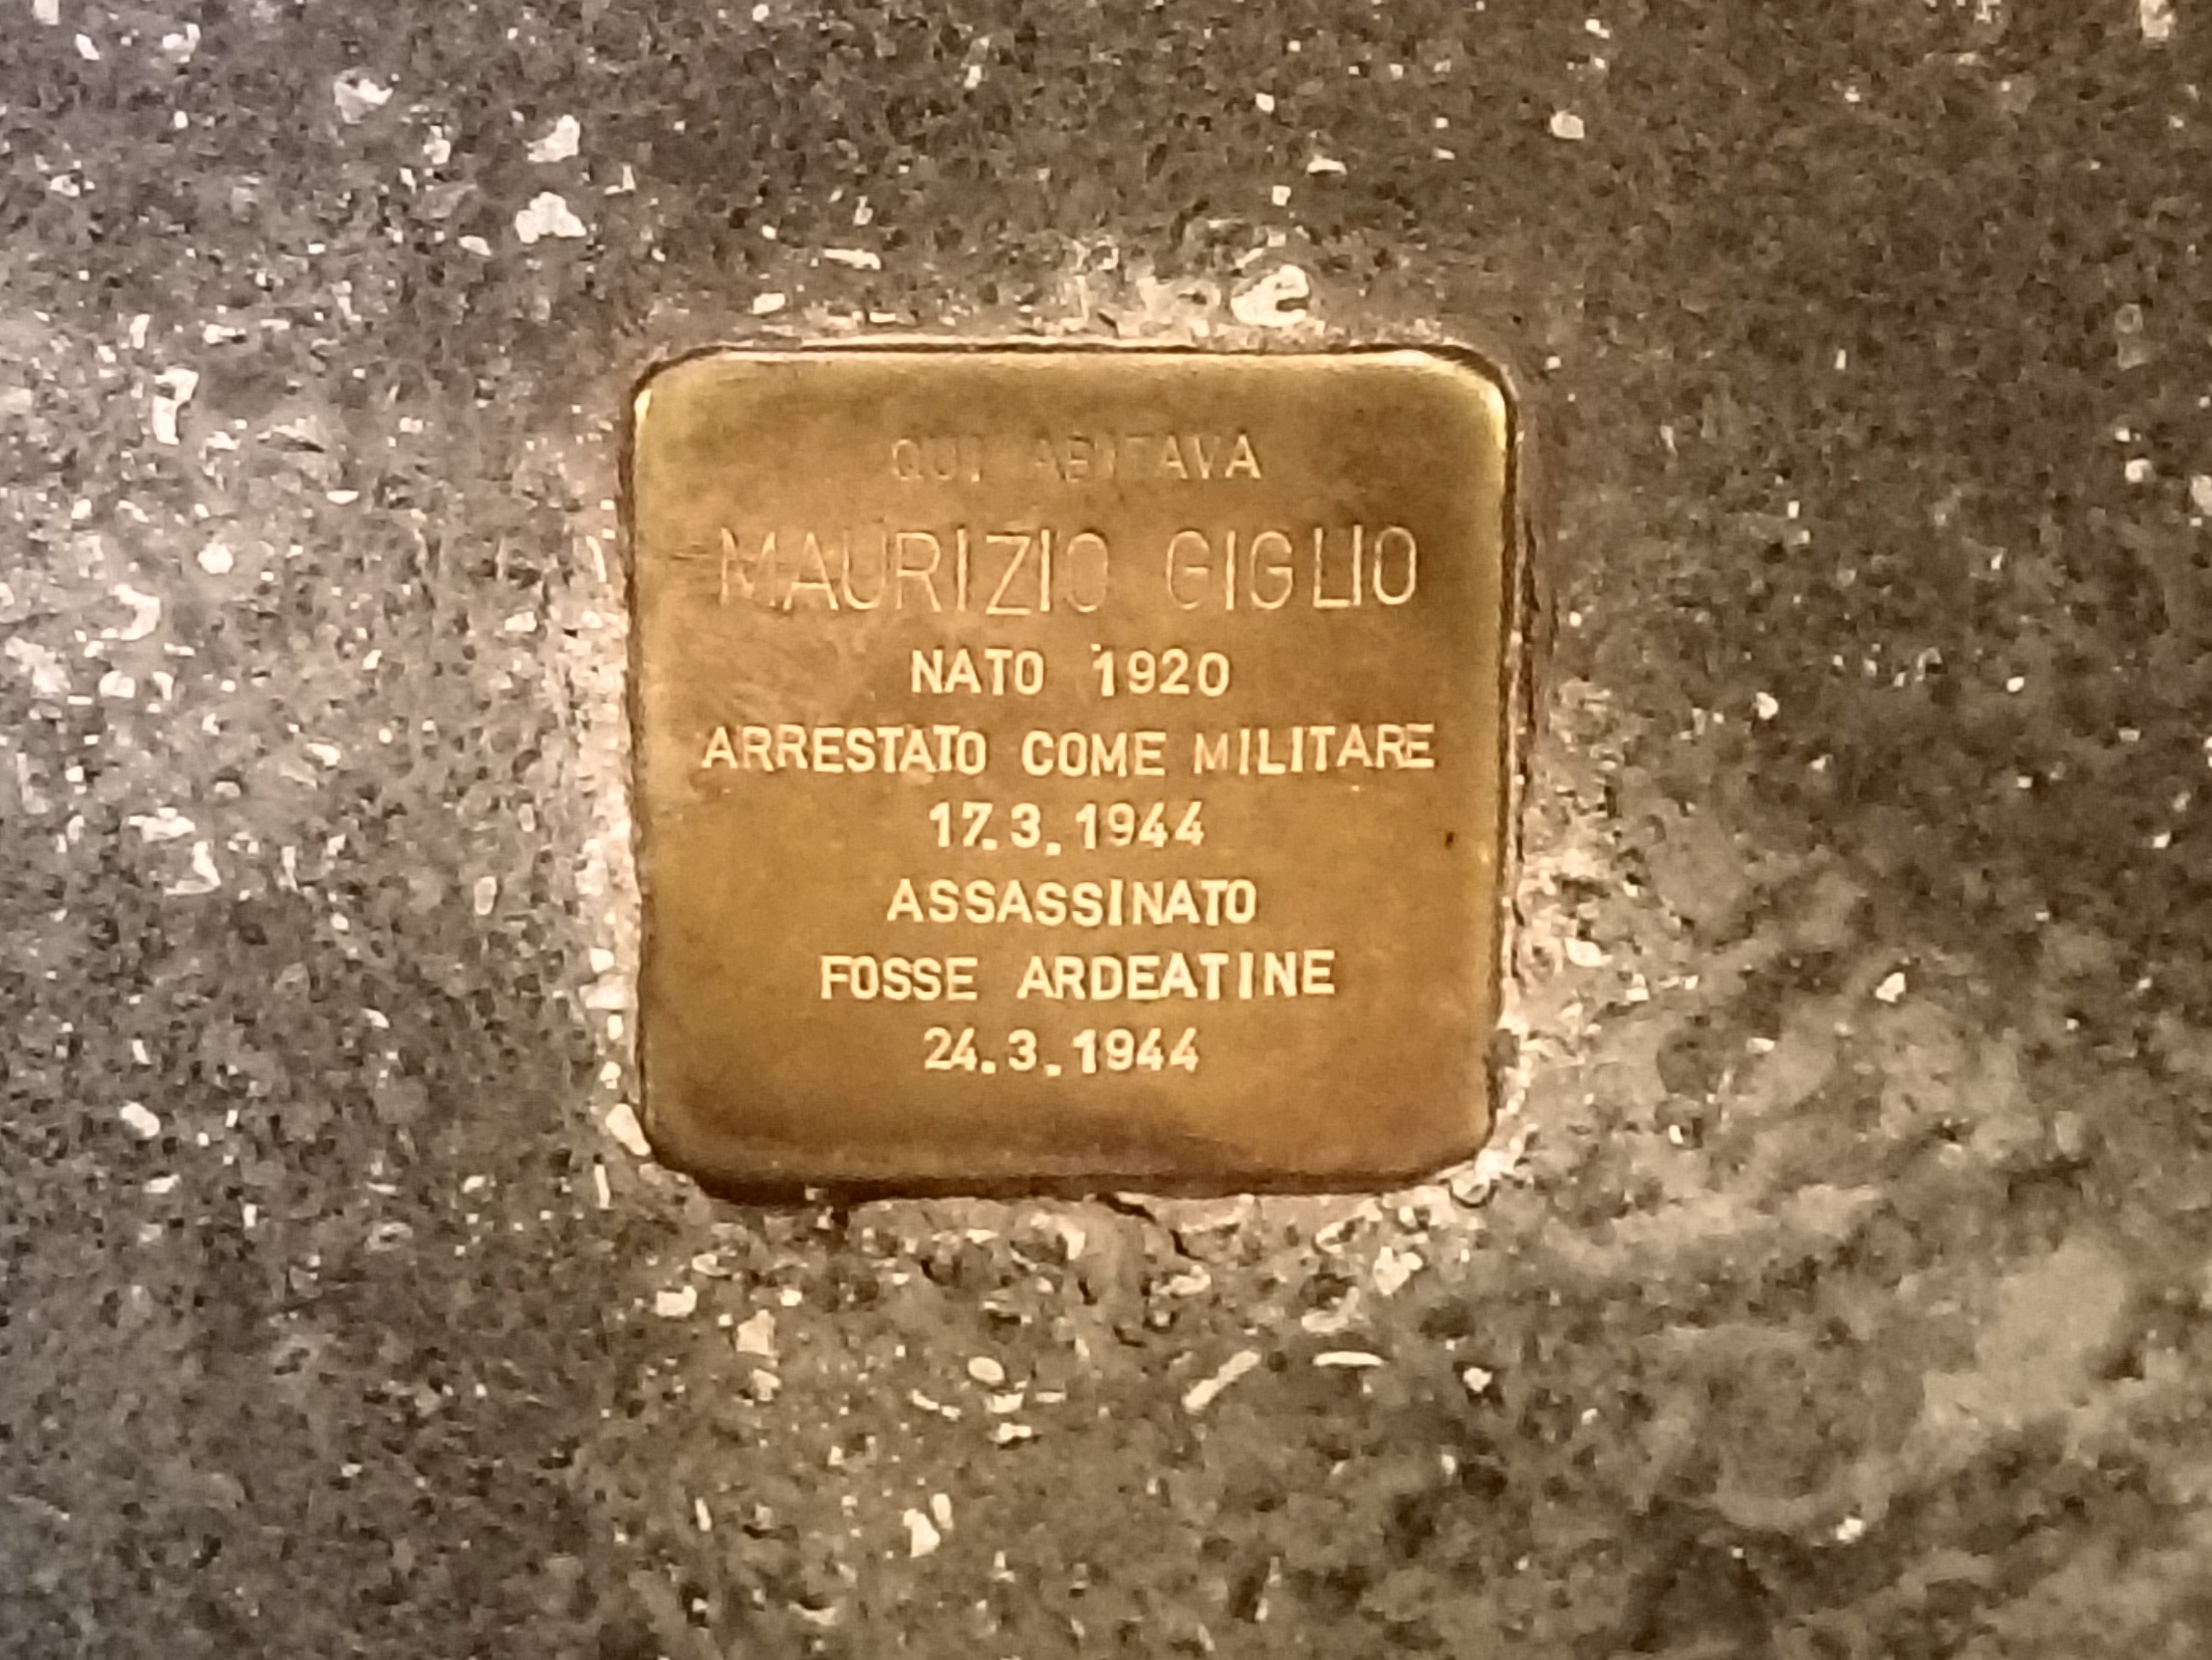 QUI ABITAVA
MAURIZIO GIGLIO
NATO 1920
ARRESTATO COME MILITARE
17.3.1944
ASSASSINATO
FOSSE ARDEATINE
24.3.1944